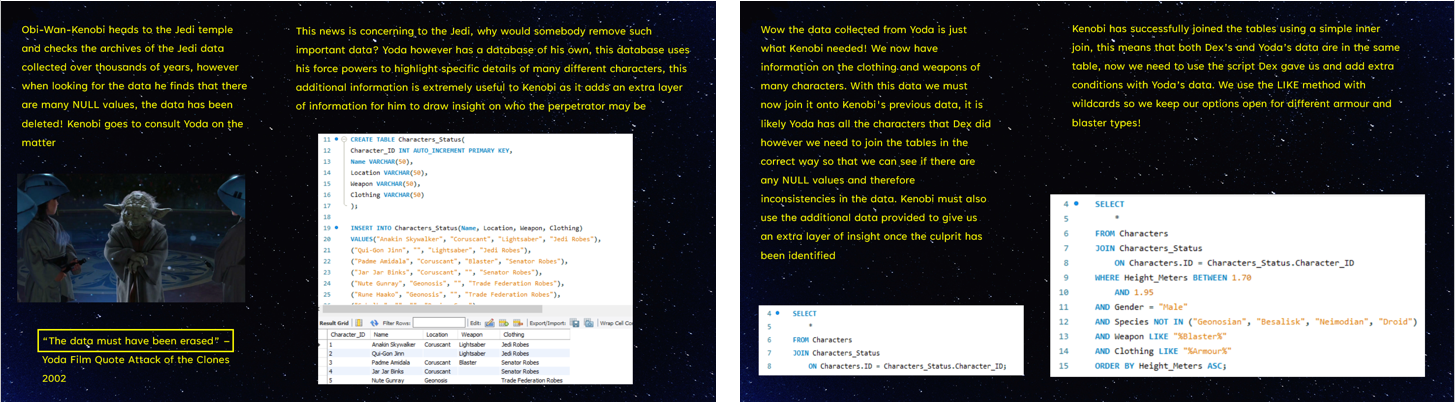 Obi-Wan-Kenobi heads to the Jedi temple
and checks the archives of the Jedi data
collected over thousands of years, however
when looking for the data he finds that there
are many NULL values, the data has been
deleted! Kenobi goes to consult Yoda on the
matter
"The data must have been erased" –
Yoda Film Quote Attack of the Clones
2002
This news is concerning to the Jedi, why would somebody remove such
important data? Yoda however has a database of his own, this database uses
his force powers to highlight specific details of many different characters, this
additional information is extremely useful to Kenobi as it adds an extra layer
of information for him to draw insight on who the perpetrator may be
11 CREATE TABLE Characters_Status(
12 Character_ID INT AUTO_INCREMENT PRIMARY KEY,
13 Name VARCHAR(50),
14 Location VARCHAR(50),
15 Weapon VARCHAR(50),
16 Clothing VARCHAR(50)
17 );
18
19 INSERT INTO Characters_Status(Name, Location, Weapon, Clothing)
20 VALUES("Anakin Skywalker", "Coruscant", "Lightsaber", "Jedi Robes"),
21 ("Qui-Gon Jinn", "", "Lightsaber", "Jedi Robes"),
22 ("Padme Amidala", "Coruscant", "Blaster", "Senator Robes"),
23 ("Jar Jar Binks", "Coruscant", "", "Senator Robes"),
24 ("Nute Gunray", "Geonosis", "", "Trade Federation Robes"),
25 ("Rune Haako", "Geonosis", "", "Trade Federation Robes"),
Result Grid Filter Rows: Edit: Export/Import: Wrap Cell Co
Character_ID Name Location Weapon Clothing
1 Anakin Skywalker Coruscant Lightsaber Jedi Robes
2 Qui-Gon Jinn Lightsaber Jedi Robes
3 Padme Amidala Coruscant Blaster Senator Robes
4 Jar Jar Binks Coruscant Senator Robes
5 Nute Gunray Geonosis Trade Federation Robes
Wow the data collected from Yoda is just
what Kenobi needed! We now have
information on the clothing and weapons of
many characters. With this data we must
now join it onto Kenobi's previous data, it is
likely Yoda has all the characters that Dex did
however we need to join the tables in the
correct way so that we can see if there are
any NULL values and therefore
inconsistencies in the data. Kenobi must also
use the additional data provided to give us
an extra layer of insight once the culprit has
been identified
4 SELECT
5 *
6 FROM Characters
7 JOIN Characters_Status
8 ON Characters.ID = Characters_Status.Character_ID;
Kenobi has successfully joined the tables using a simple inner
join, this means that both Dex's and Yoda's data are in the same
table, now we need to use the script Dex gave us and add extra
conditions with Yoda's data. We use the LIKE method with
wildcards so we keep our options open for different armour and
blaster types!
4 SELECT
5 *
6 FROM Characters
7 JOIN Characters_Status
8 ON Characters.ID = Characters_Status.Character_ID
9 WHERE Height_Meters BETWEEN 1.70
10 AND 1.95
11 AND Gender = "Male"
12 AND Species NOT IN ("Geonosian", "Besalisk", "Neimodian", "Droid")
13 AND Weapon LIKE "%Blaster%"
14 AND Clothing LIKE "%Armour%"
15 ORDER BY Height_Meters ASC;